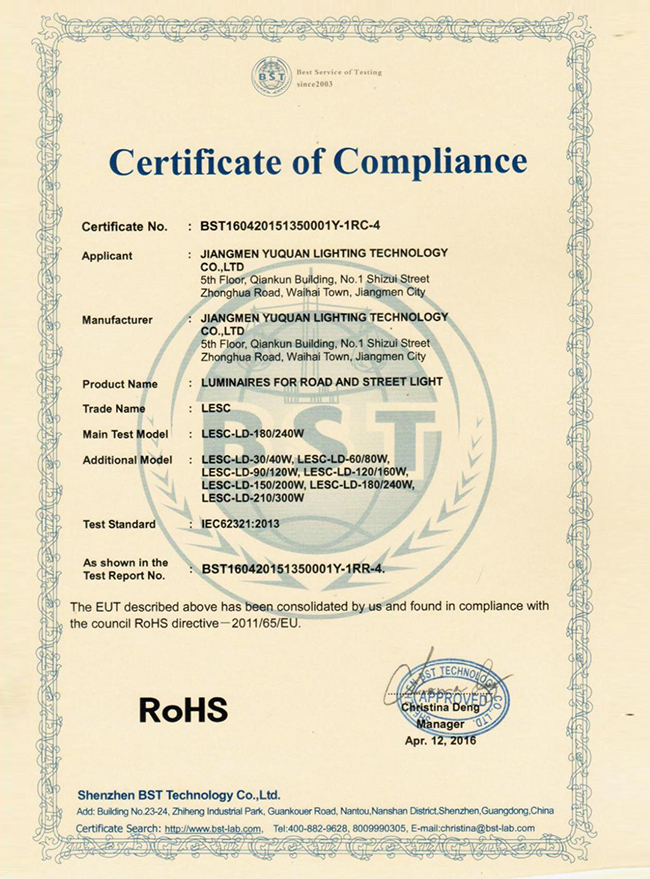 BST
Best Service of Testing
since2003
Certificate of Compliance
Certificate No. : BST160420151350001Y-1RC-4
Applicant : JIANGMEN YUQUAN LIGHTING TECHNOLOGY
CO.,LTD
5th Floor, Qiankun Building, No.1 Shizui Street
Zhonghua Road, Waihai Town, Jiangmen City
Manufacturer : JIANGMEN YUQUAN LIGHTING TECHNOLOGY
CO.,LTD
5th Floor, Qiankun Building, No.1 Shizui Street
Zhonghua Road, Waihai Town, Jiangmen City
Product Name : LUMINAIRES FOR ROAD AND STREET LIGHT
Trade Name : LESC
Main Test Model : LESC-LD-180/240W
Additional Model : LESC-LD-30/40W, LESC-LD-60/80W,
LESC-LD-90/120W, LESC-LD-120/160W,
LESC-LD-150/200W, LESC-LD-180/240W,
LESC-LD-210/300W
BST
Test Standard : IEC62321:2013
As shown in the
Test Report No. : BST160420151350001Y-1RR-4.
The EUT described above has been consolidated by us and found in compliance with
the council RoHS directive－2011/65/EU.
RoHS
BST TECHNOLOGY CO.,LTD.
APPROVED
Christina Deng
Manager
Apr. 12, 2016
Shenzhen BST Technology Co.,Ltd.
Add: Building No.23-24, Zhiheng Industrial Park, Guankouer Road, Nantou,Nanshan District,Shenzhen,Guangdong,China
Certificate Search: http://www.bst-lab.com, Tel:400-882-9628, 8009990305, E-mail:christina@bst-lab.com